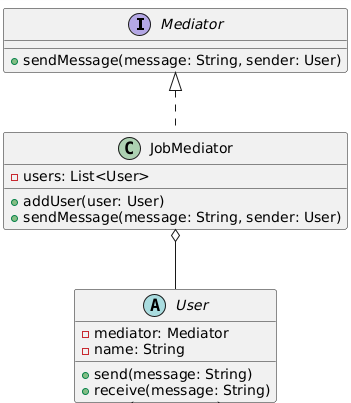 I Mediator
sendMessage(message: String, sender: User)
C JobMediator
users: List<User>
addUser(user: User)
sendMessage(message: String, sender: User)
A User
mediator: Mediator
name: String
send(message: String)
receive(message: String)